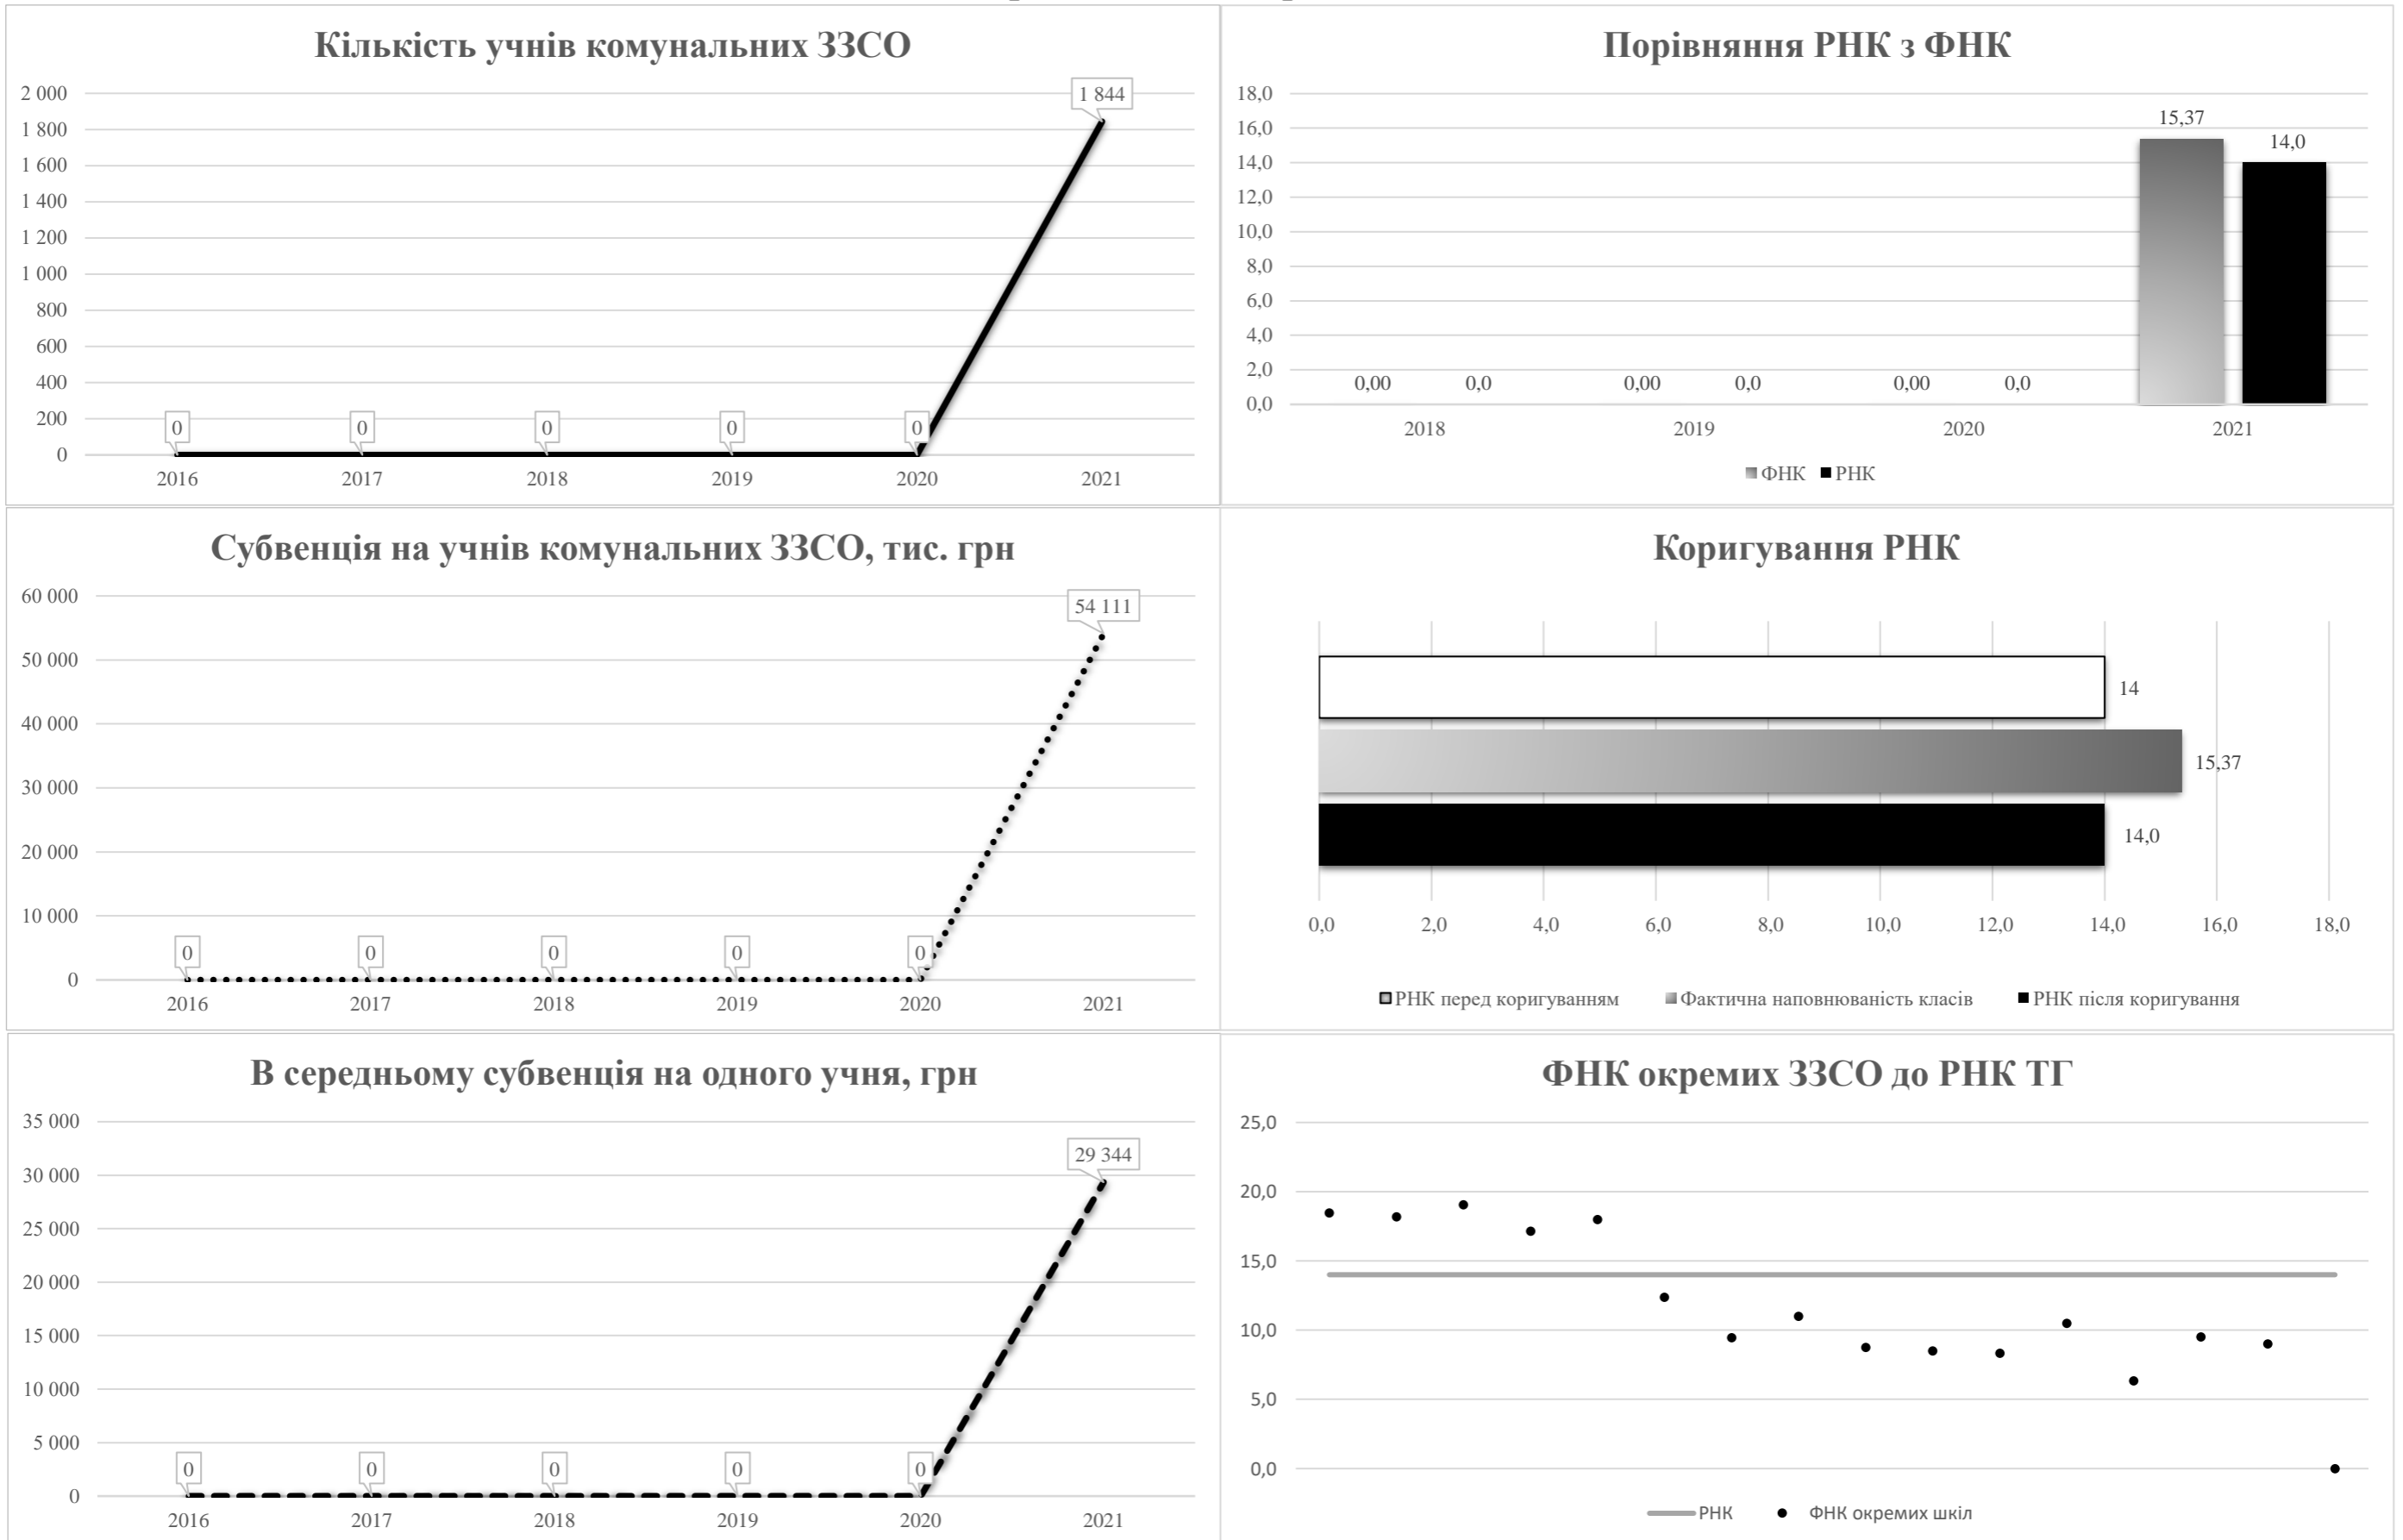 Кількість учнів комунальних ЗЗСО
2 000
1 800
1 600
1 400
1 200
1 000
800
600
400
200
0
1 844
0 0 0 0 0
2016 2017 2018 2019 2020 2021
Порівняння РНК з ФНК
18,0
16,0
14,0
12,0
10,0
8,0
6,0
4,0
2,0
0,0
15,37
14,0
0,00 0,0 0,00 0,0 0,00 0,0
2018 2019 2020 2021
ФНК РНК
Субвенція на учнів комунальних ЗЗСО, тис. грн
60 000
50 000
40 000
30 000
20 000
10 000
0
54 111
0 0 0 0 0
2016 2017 2018 2019 2020 2021
Коригування РНК
14
15,37
14,0
0,0 2,0 4,0 6,0 8,0 10,0 12,0 14,0 16,0 18,0
РНК перед коригуванням Фактична наповнюваність класів РНК після коригування
В середньому субвенція на одного учня, грн
35 000
30 000
25 000
20 000
15 000
10 000
5 000
0
29 344
0 0 0 0 0
2016 2017 2018 2019 2020 2021
ФНК окремих ЗЗСО до РНК ТГ
25,0
20,0
15,0
10,0
5,0
0,0
РНК ФНК окремих шкіл